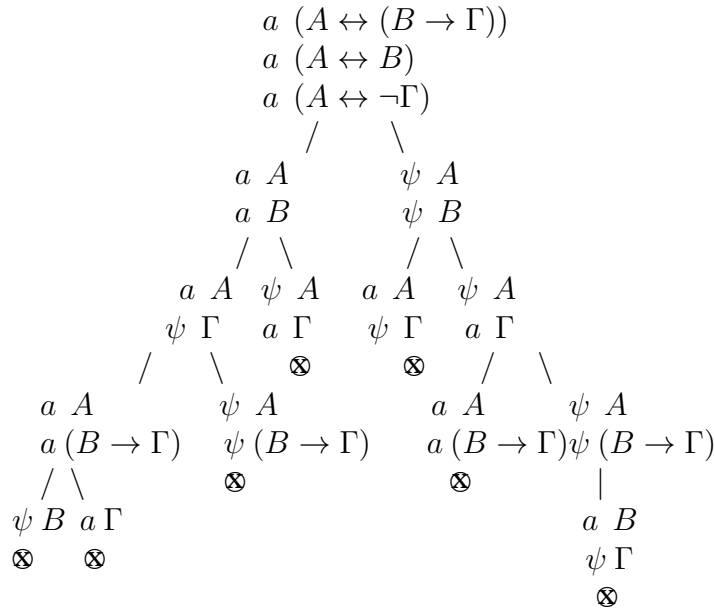 a (A ↔ (B → Γ))
a (A ↔ B)
a (A ↔ ¬Γ)
a A ψ A
a B ψ B
a A ψ A a A ψ A
ψ Γ a Γ ψ Γ a Γ
⊗ ⊗
a A ψ A a A ψ A
a (B → Γ) ψ (B → Γ) a (B → Γ) ψ (B → Γ)
⊗ ⊗
ψ B a Γ a B
⊗ ⊗ ψ Γ
⊗